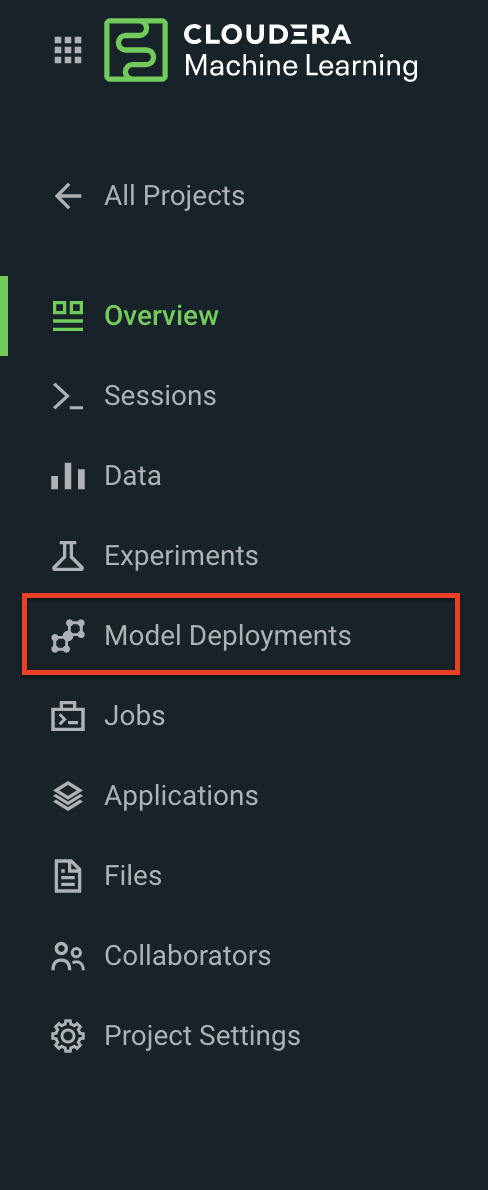 CLOUDERA
Machine Learning
All Projects
Overview
Sessions
Data
Experiments
Model Deployments
Jobs
Applications
Files
Collaborators
Project Settings